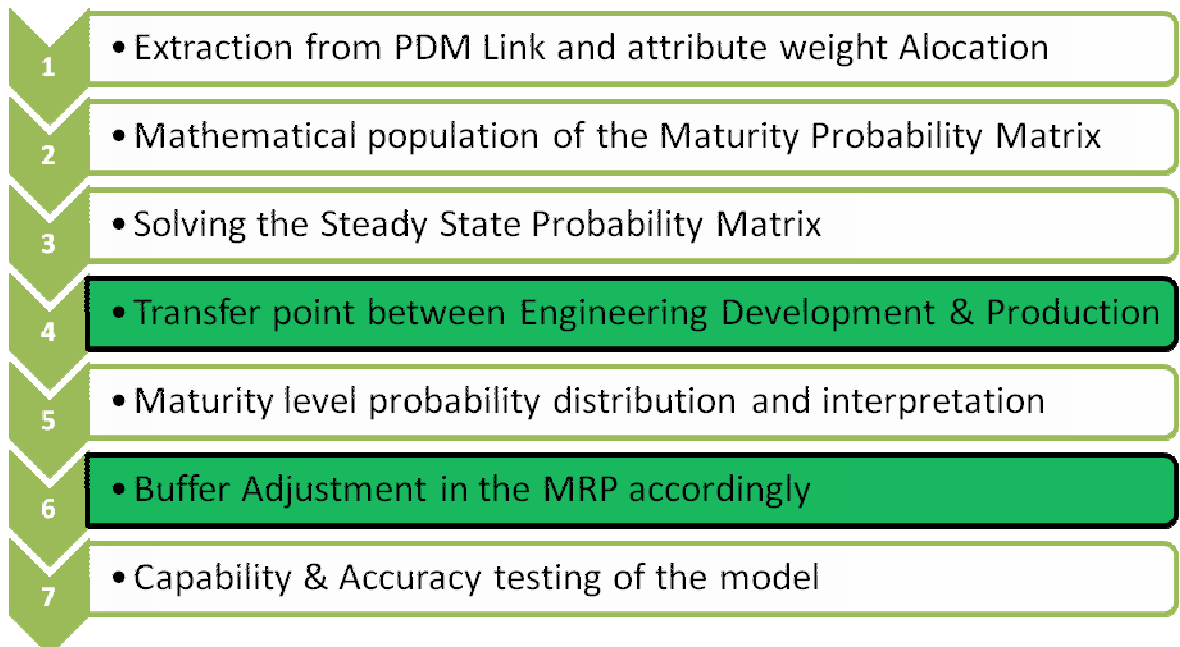 1 • Extraction from PDM Link and attribute weight Alocation
2 • Mathematical population of the Maturity Probability Matrix
3 • Solving the Steady State Probability Matrix
4 • Transfer point between Engineering Development & Production
5 • Maturity level probability distribution and interpretation
6 • Buffer Adjustment in the MRP accordingly
7 • Capability & Accuracy testing of the model